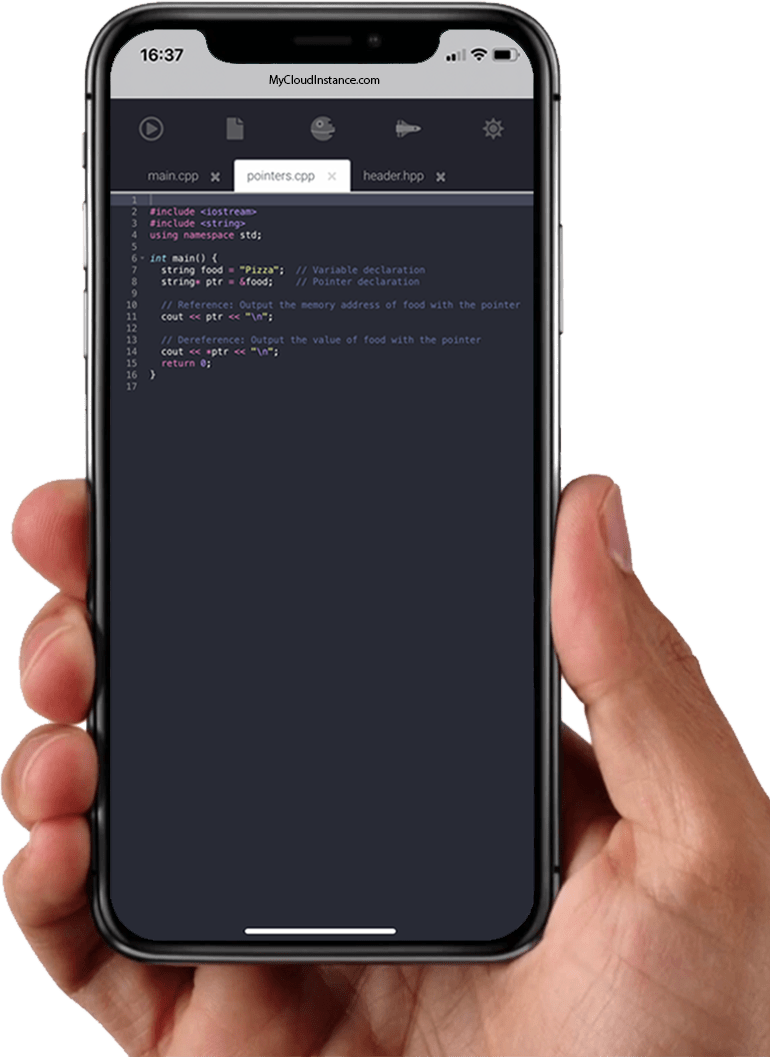 16:37
MyCloudInstance.com
main.cpp x pointers.cpp x header.hpp x
1
2 #include <iostream>
3 #include <string>
4 using namespace std;
5
6 int main() {
7 string food = "Pizza"; // Variable declaration
8 string* ptr = &food; // Pointer declaration
9
10 // Reference: Output the memory address of food with the pointer
11 cout << ptr << "\n";
12
13 // Dereference: Output the value of food with the pointer
14 cout << *ptr << "\n";
15 return 0;
16 }
17